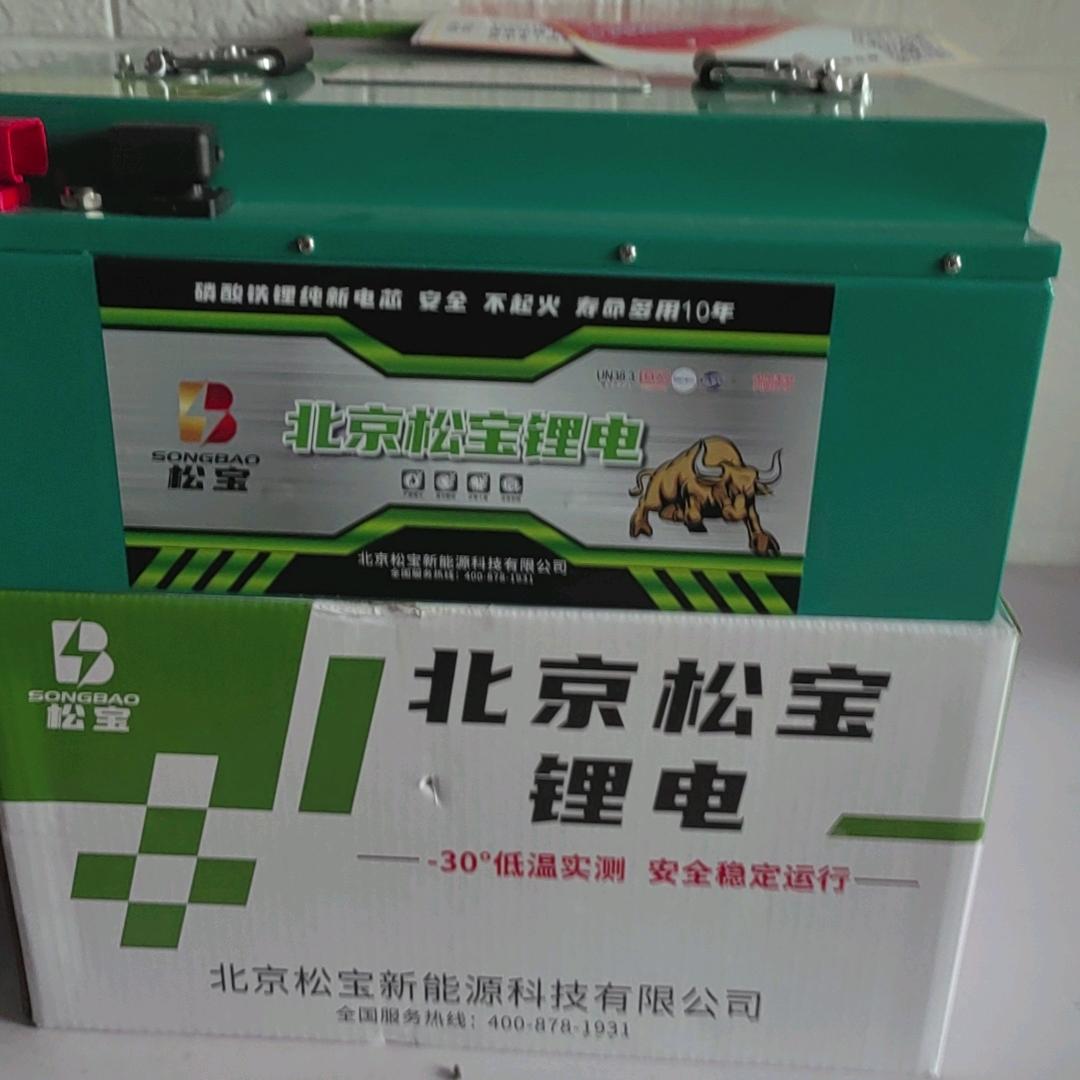 磷酸铁锂纯新电芯 安全 不起火 寿命多用10年
UN38.3
SONGBAO
松宝
北京松宝锂电
北京松宝新能源科技有限公司
全国服务热线：400-878-1931
SONGBAO
松宝
北京松宝
锂电
-30°低温实测 安全稳定运行
北京松宝新能源科技有限公司
全国服务热线：400-878-1931